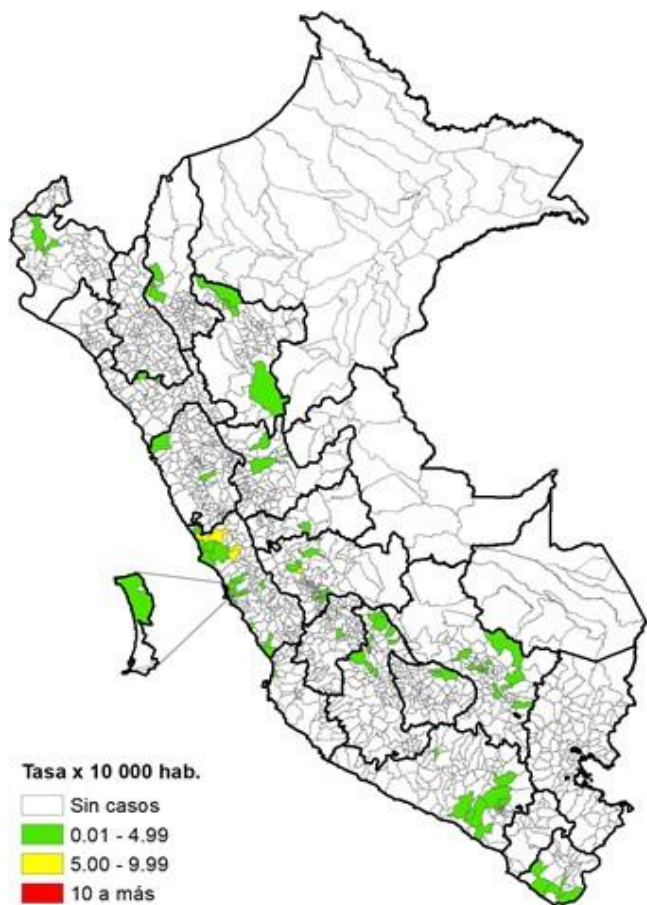 Tasa x 10 000 hab.
Sin casos
0.01 - 4.99
5.00 - 9.99
10 a más